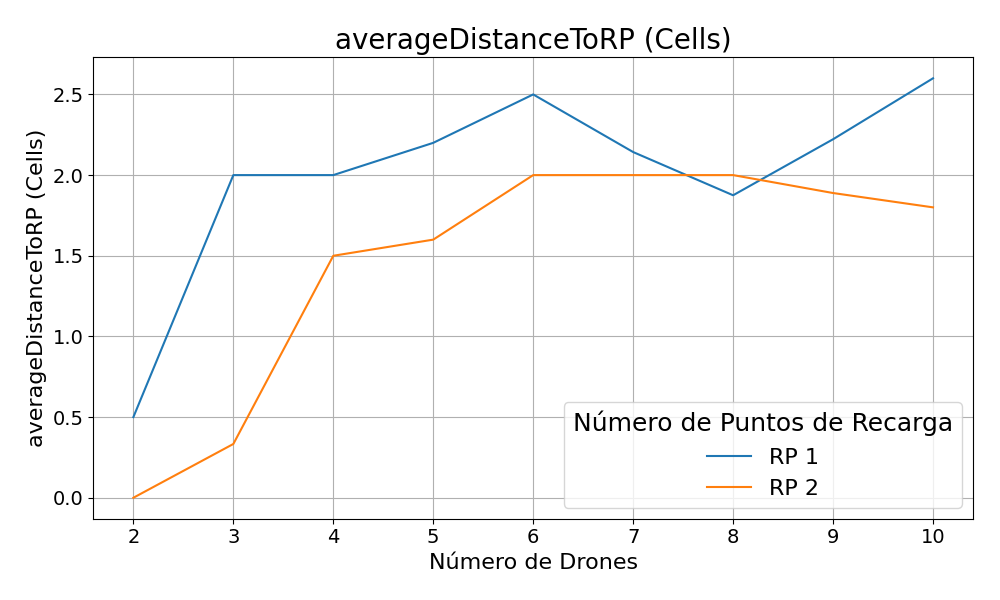 averageDistanceToRP (Cells)
averageDistanceToRP (Cells)
2.5
2.0
1.5
1.0
0.5
0.0
2 3 4 5 6 7 8 9 10
Número de Drones
Número de Puntos de Recarga
RP 1
RP 2